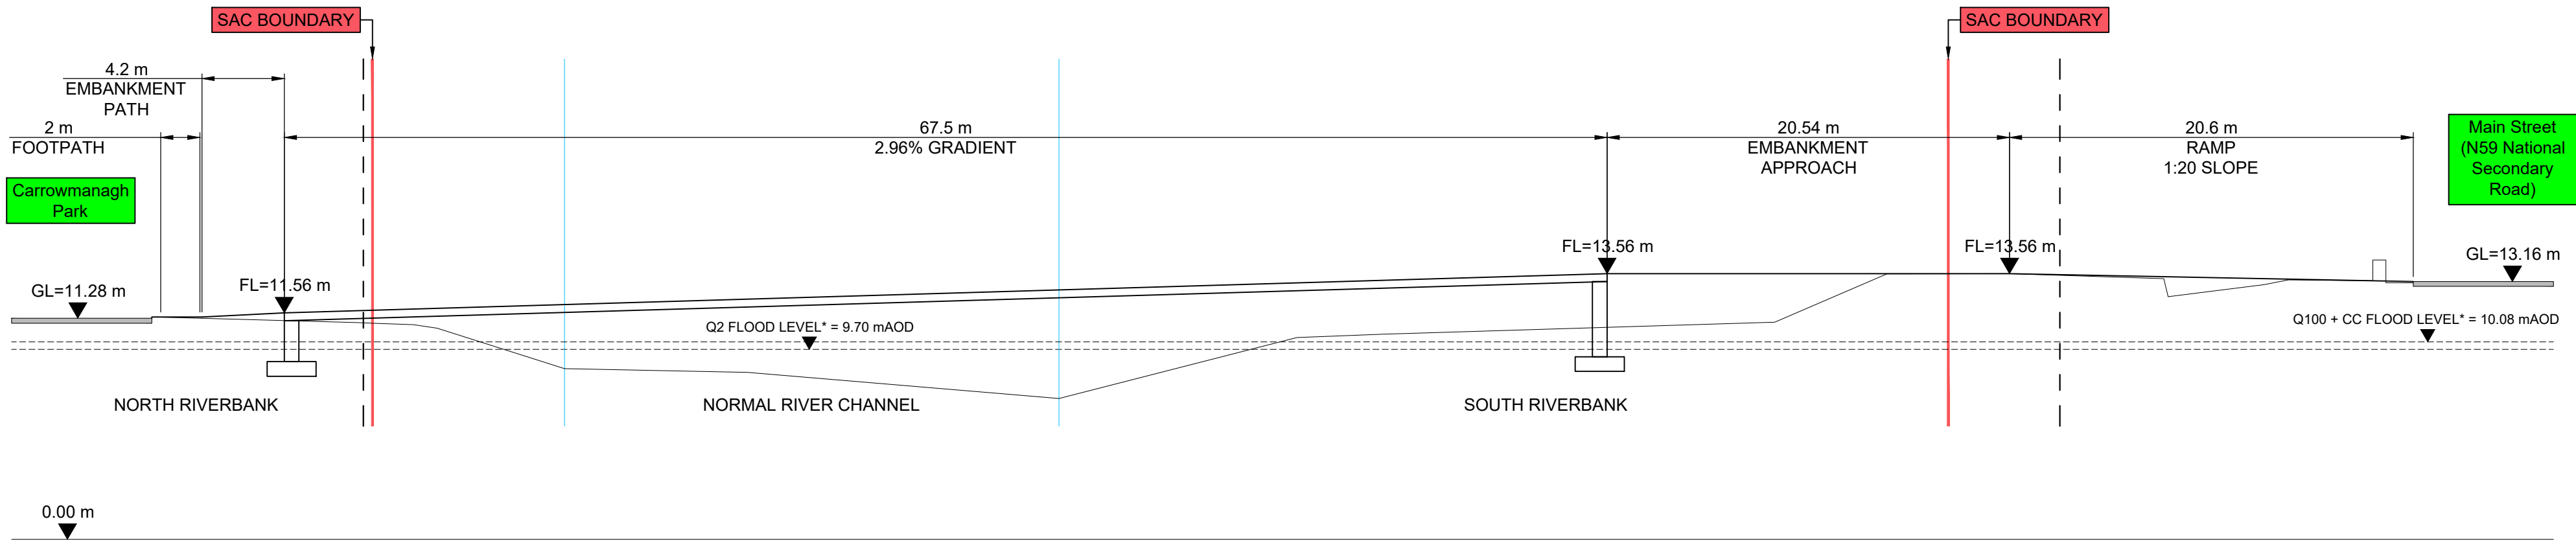 SAC BOUNDARY
SAC BOUNDARY
4.2 m
EMBANKMENT
PATH
2 m
FOOTPATH
67.5 m
2.96% GRADIENT
20.54 m
EMBANKMENT
APPROACH
20.6 m
RAMP
1:20 SLOPE
Main Street
(N59 National
Secondary
Road)
Carrowmanagh
Park
GL=11.28 m
FL=11.56 m
FL=13.56 m
FL=13.56 m
GL=13.16 m
Q2 FLOOD LEVEL* = 9.70 mAOD
Q100 + CC FLOOD LEVEL* = 10.08 mAOD
NORTH RIVERBANK
NORMAL RIVER CHANNEL
SOUTH RIVERBANK
0.00 m